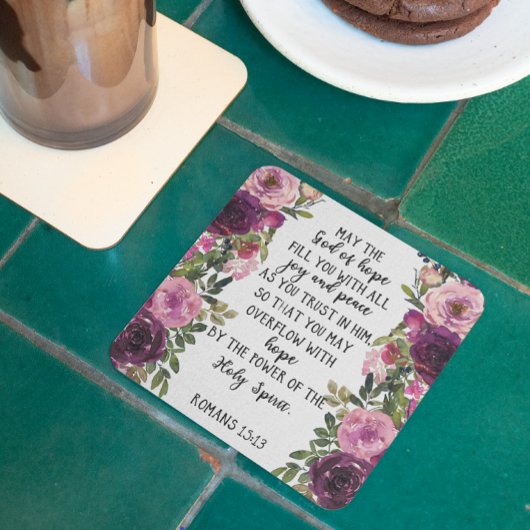 MAY THE
God of hope
FILL YOU WITH ALL
joy and peace
AS YOU TRUST IN HIM,
SO THAT YOU MAY
OVERFLOW WITH
hope
BY THE POWER OF THE
Holy Spirit.
ROMANS 15:13